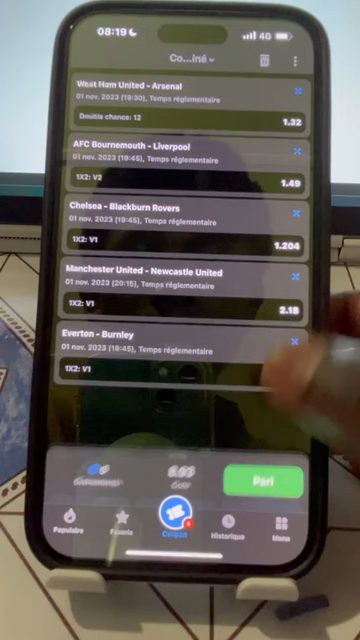 08:19
4G
Co...iné
West Ham United - Arsenal
01 nov. 2023 (19:30), Temps réglementaire
Double chance: 12
1.32
AFC Bournemouth - Liverpool
01 nov. 2023 (19:45), Temps réglementaire
1X2: V2
1.49
Chelsea - Blackburn Rovers
01 nov. 2023 (19:45), Temps réglementaire
1X2: V1
1.204
Manchester United - Newcastle United
01 nov. 2023 (20:15), Temps réglementaire
1X2: V1
2.18
Everton - Burnley
01 nov. 2023 (19:45), Temps réglementaire
1X2: V1
Pari
Populaire
Favoris
Coupon
Historique
Menu